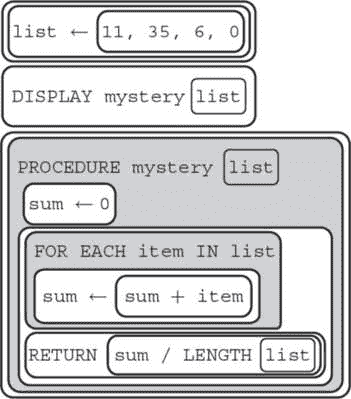 list ← 11, 35, 6, 0
DISPLAY mystery list
PROCEDURE mystery list
sum ← 0
FOR EACH item IN list
sum ← sum + item
RETURN sum / LENGTH list